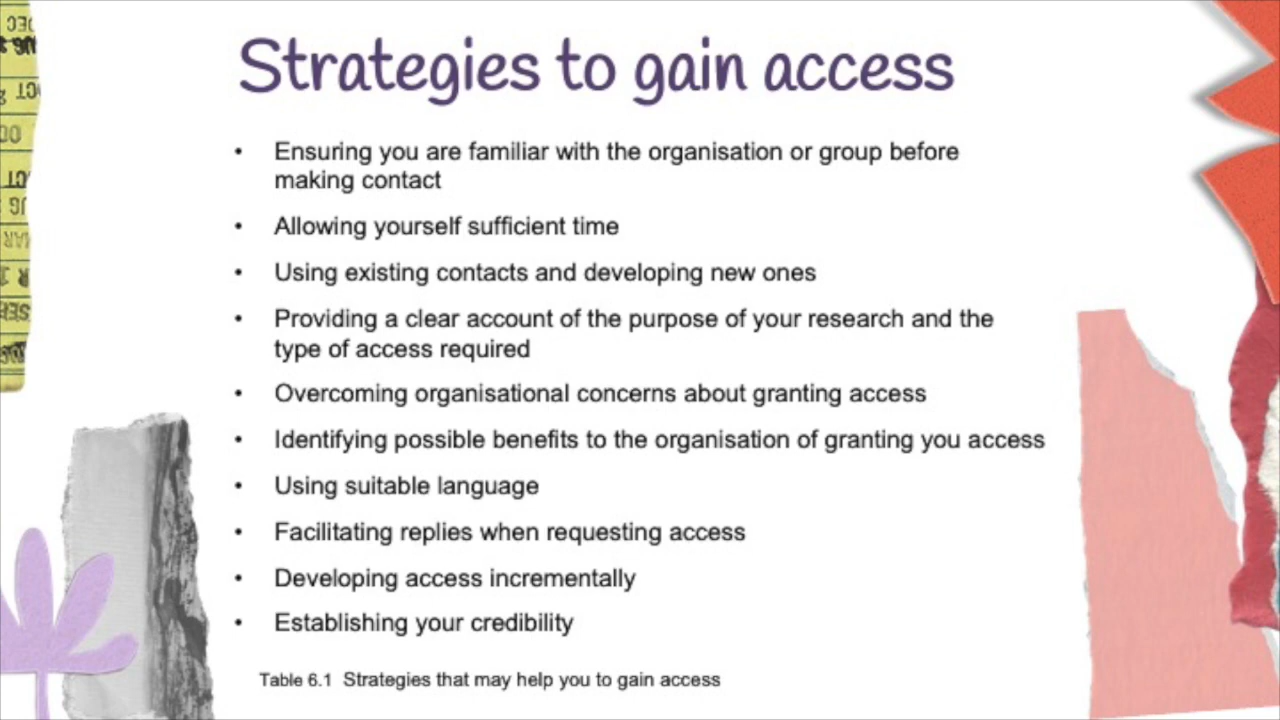 Strategies to gain access
• Ensuring you are familiar with the organisation or group before
making contact
• Allowing yourself sufficient time
• Using existing contacts and developing new ones
• Providing a clear account of the purpose of your research and the
type of access required
• Overcoming organisational concerns about granting access
• Identifying possible benefits to the organisation of granting you access
• Using suitable language
• Facilitating replies when requesting access
• Developing access incrementally
• Establishing your credibility
Table 6.1 Strategies that may help you to gain access